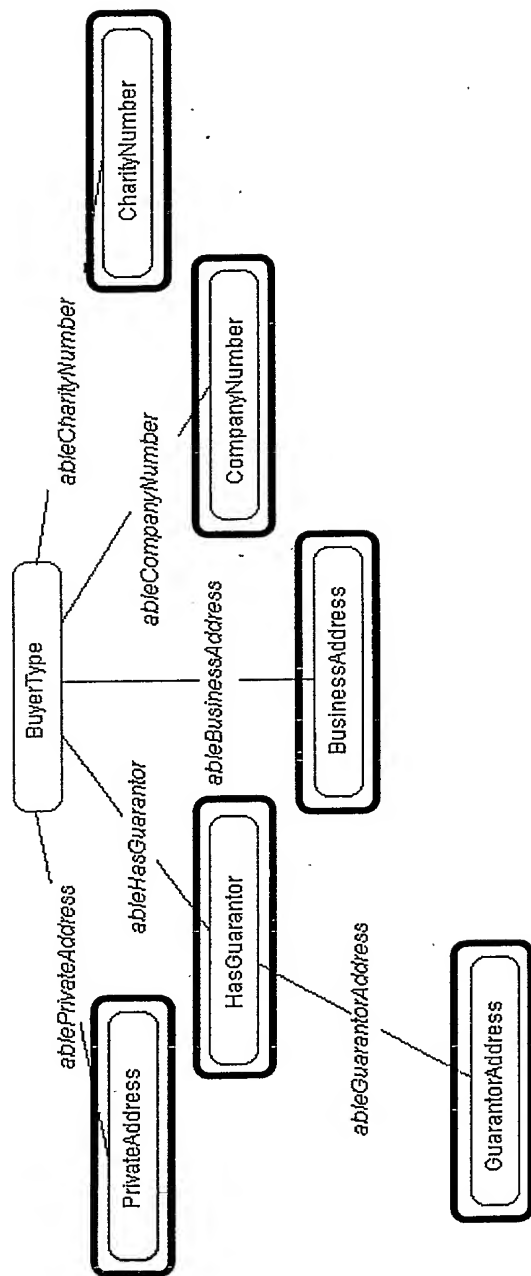 BuyerType
ablePrivateAddress
ableHasGuarantor
ableBusinessAddress
ableCompanyNumber
ableCharityNumber
PrivateAddress
HasGuarantor
BusinessAddress
CompanyNumber
CharityNumber
ableGuarantorAddress
GuarantorAddress